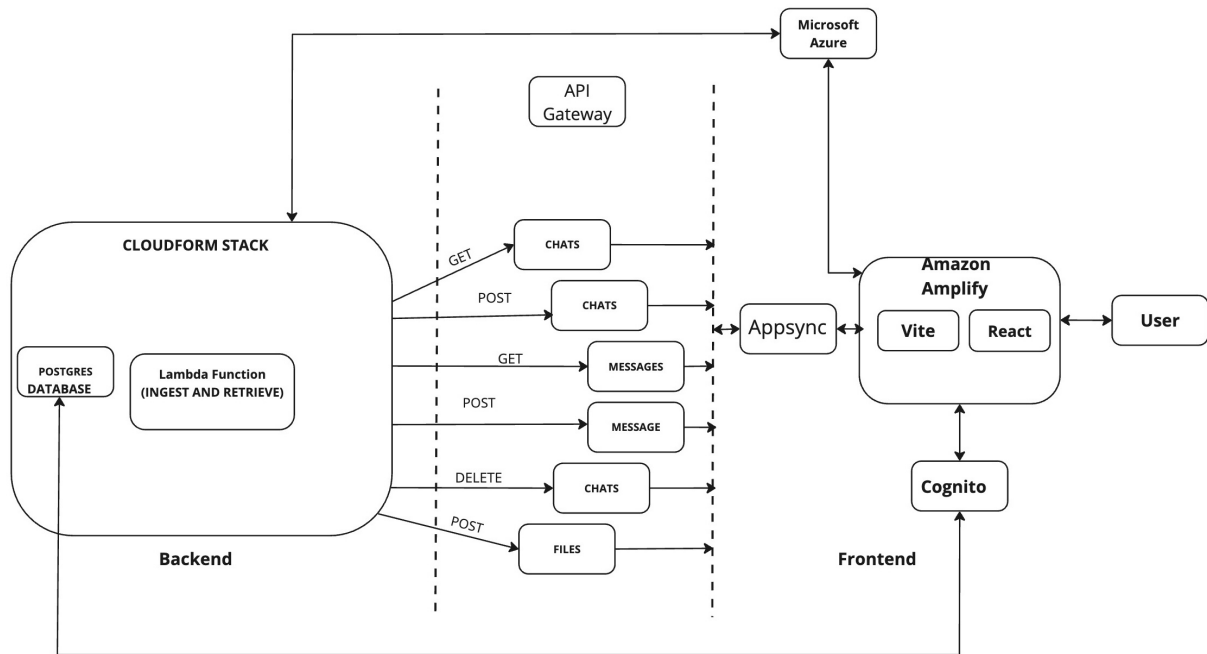 Microsoft
Azure
API
Gateway
CLOUDFORM STACK
GET
CHATS
Amazon
Amplify
POST
CHATS
Appsync
Vite
React
User
GET
MESSAGES
POSTGRES
DATABASE
Lambda Function
(INGEST AND RETRIEVE)
POST
MESSAGE
DELETE
CHATS
Cognito
POST
FILES
Backend
Frontend